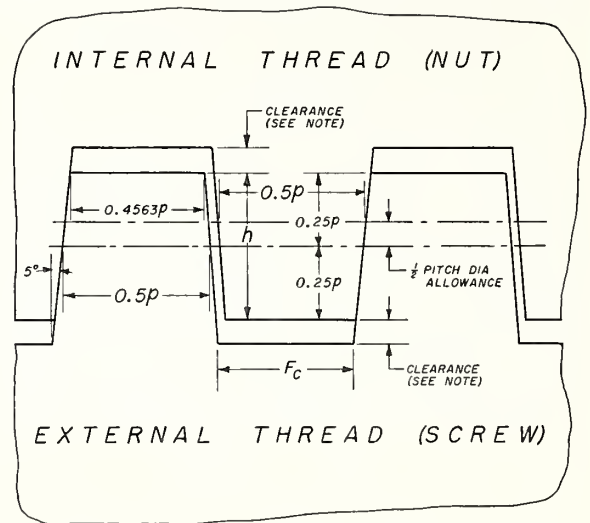 INTERNAL THREAD (NUT)
CLEARANCE
(SEE NOTE)
0.5p
0.4563p
h
0.25p
5°
½ PITCH DIA
ALLOWANCE
0.5p
0.25p
Fc
CLEARANCE
(SEE NOTE)
EXTERNAL THREAD (SCREW)